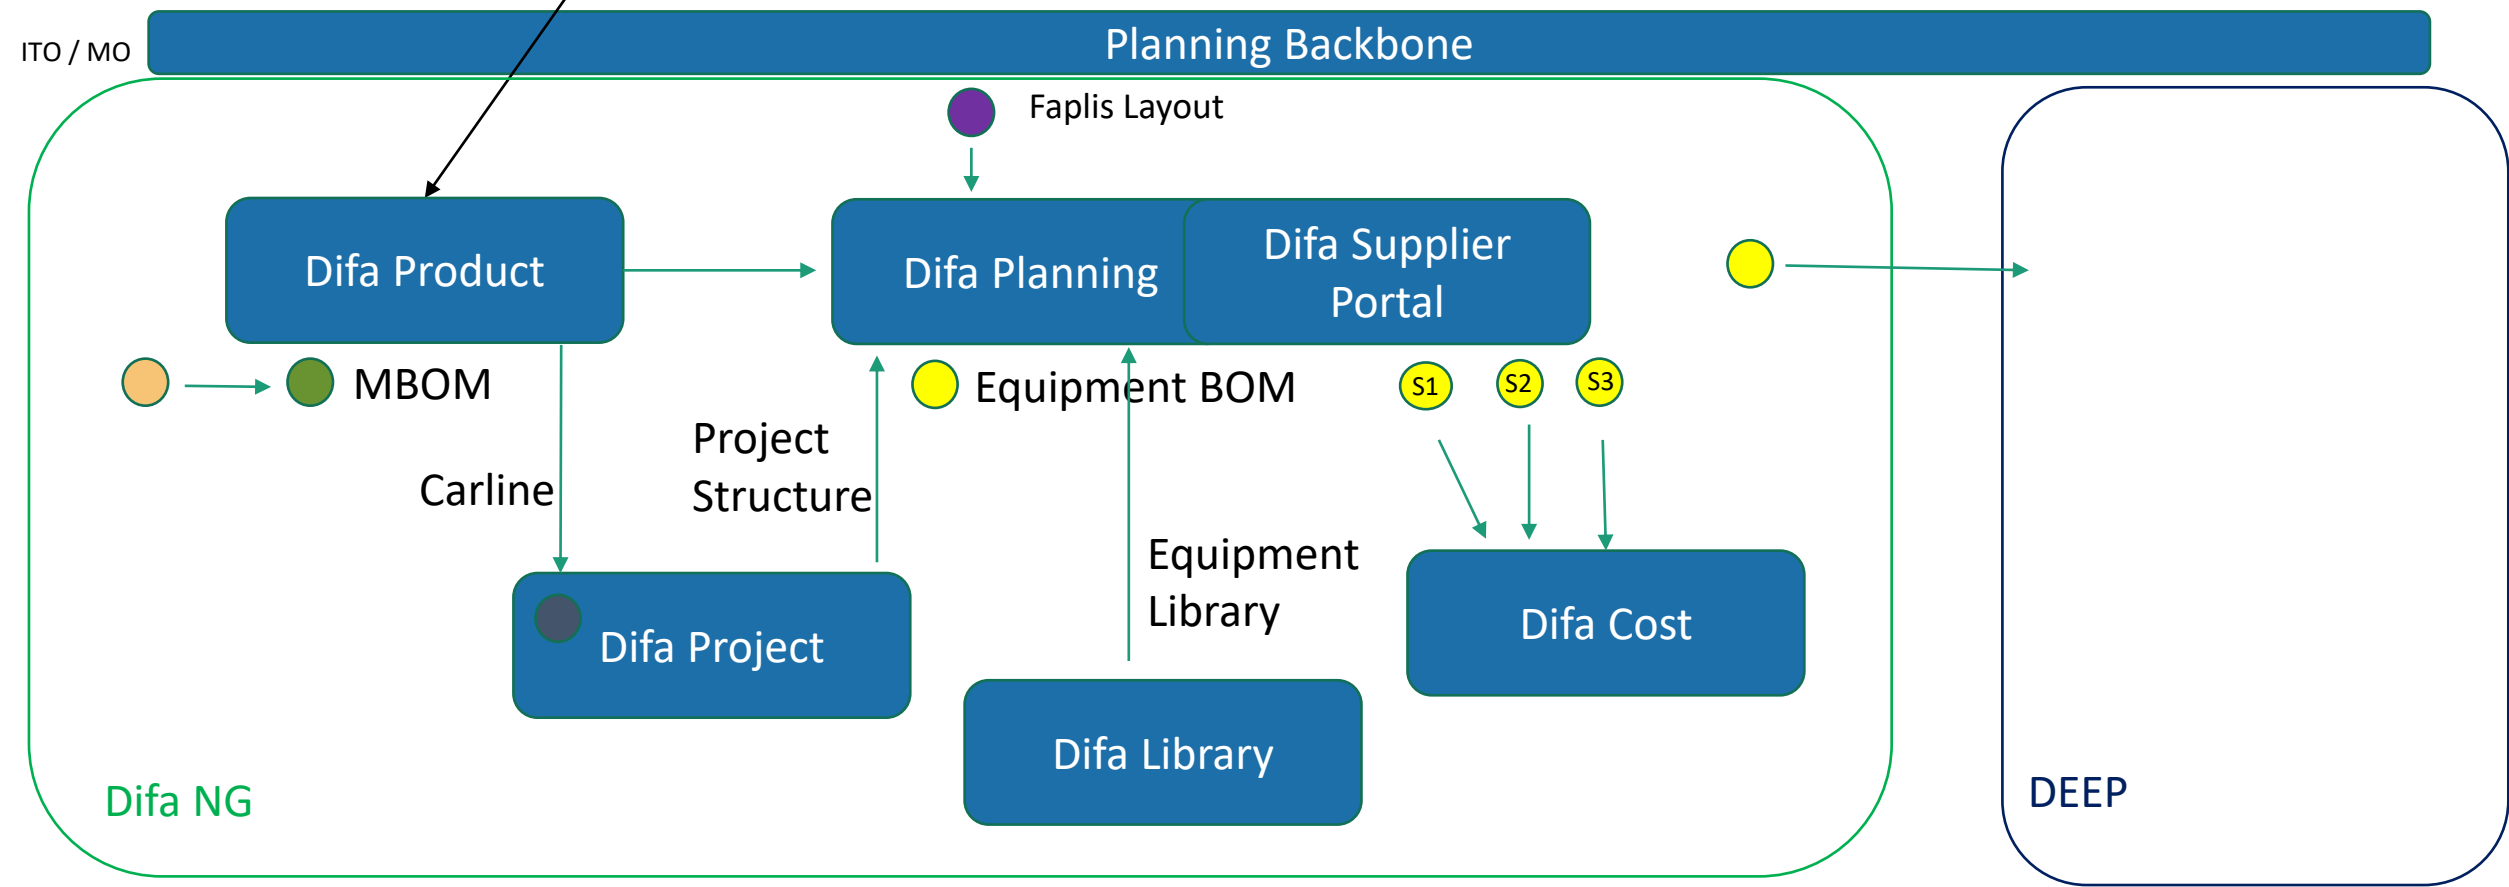 Planning Backbone
ITO / MO
Faplis Layout
Difa Product
Difa Planning
Difa Supplier
Portal
MBOM
Equipment BOM
S1
S2
S3
Project
Structure
Carline
Equipment
Library
Difa Project
Difa Cost
Difa Library
Difa NG
DEEP